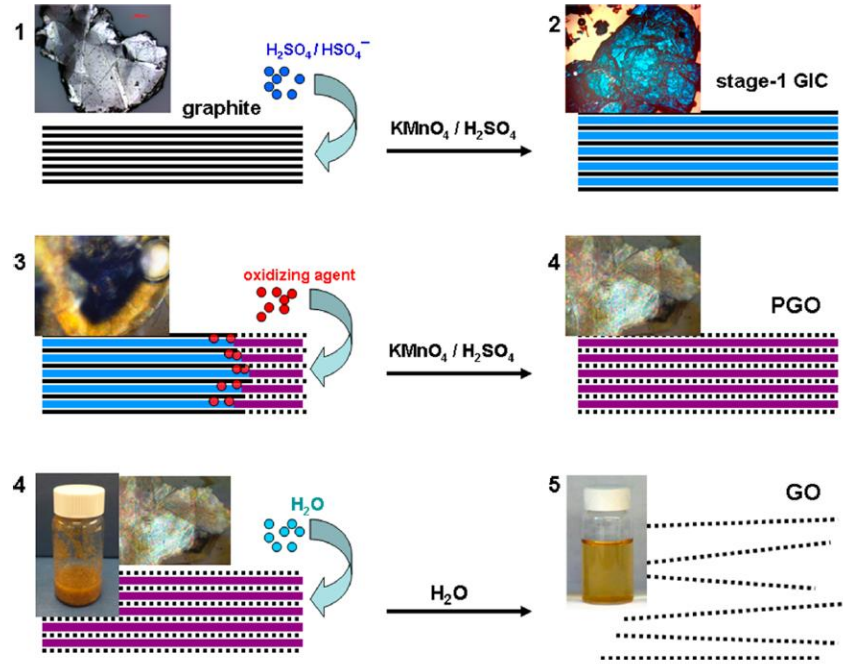 1
H₂SO₄ / HSO₄⁻
graphite
KMnO₄ / H₂SO₄
2
stage-1 GIC
3
oxidizing agent
KMnO₄ / H₂SO₄
4
PGO
4
H₂O
H₂O
5
GO